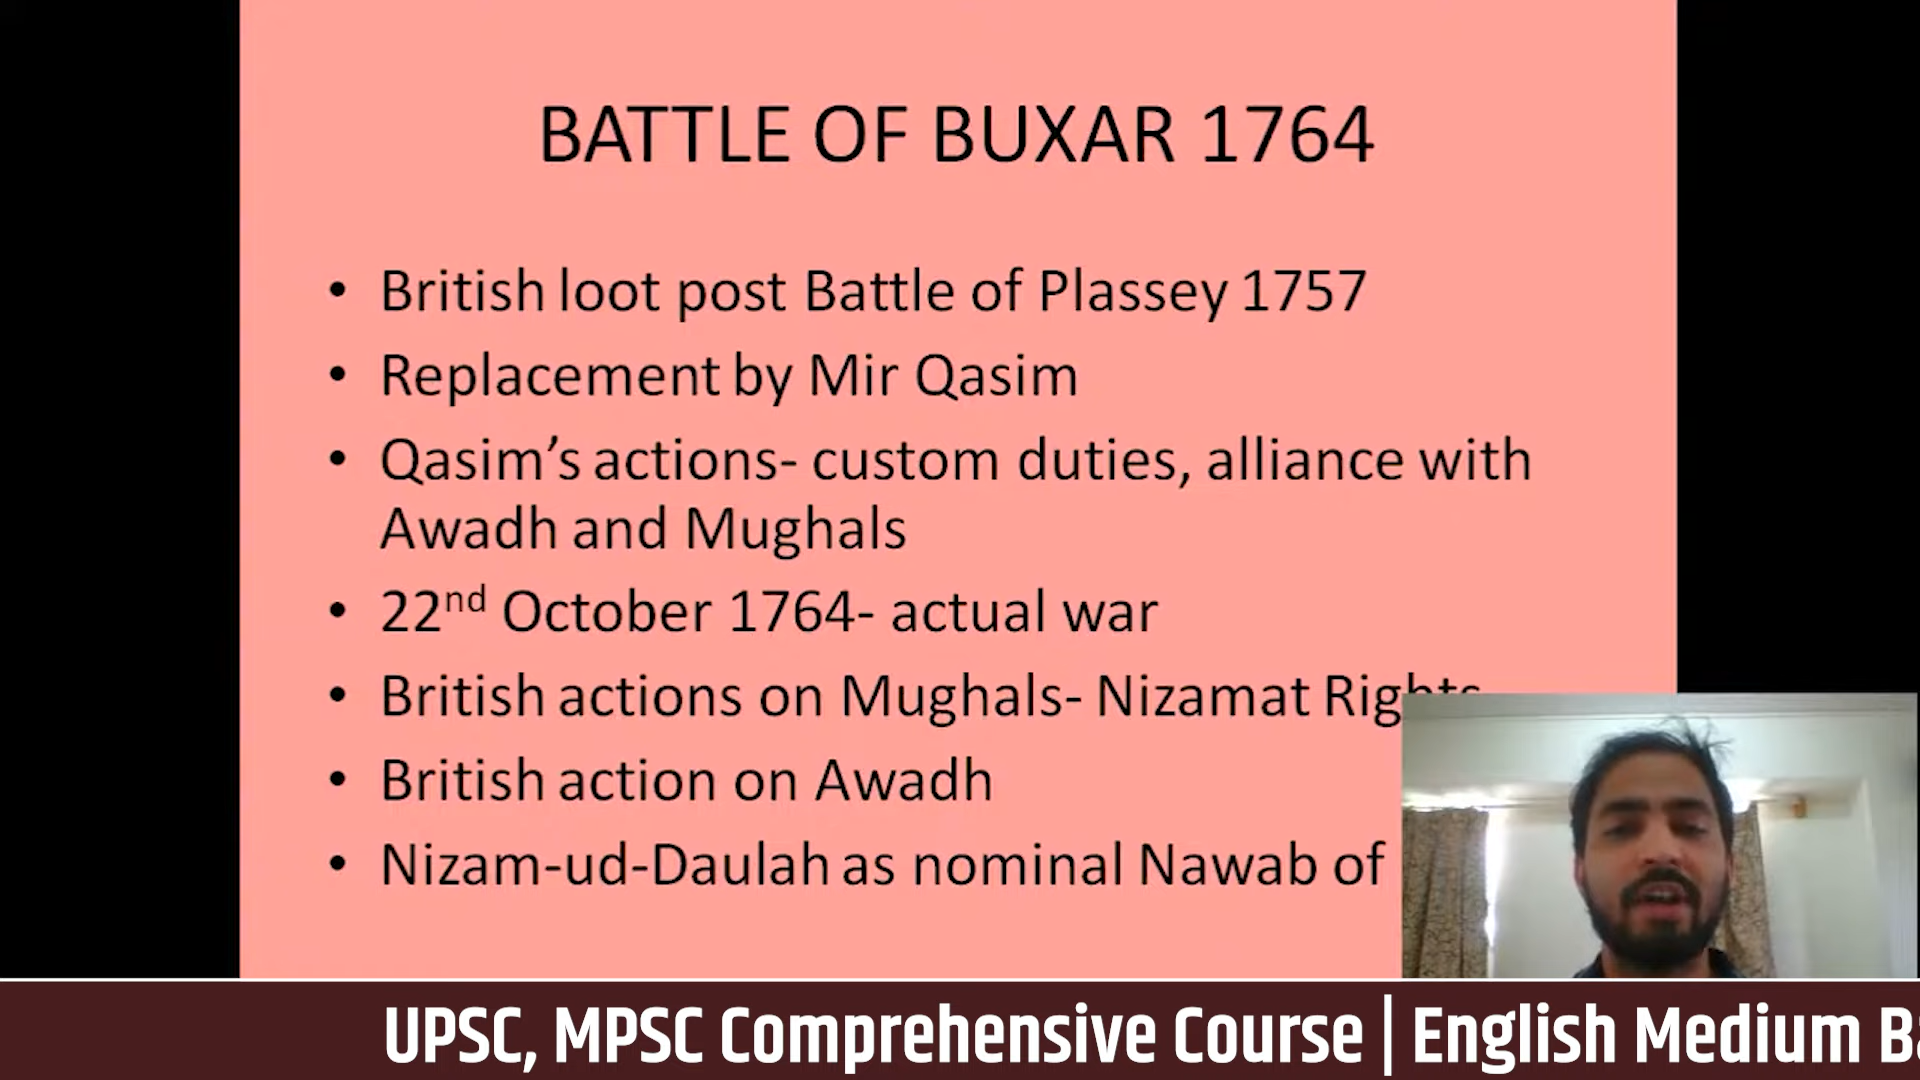 BATTLE OF BUXAR 1764
• British loot post Battle of Plassey 1757
• Replacement by Mir Qasim
• Qasim’s actions- custom duties, alliance with
Awadh and Mughals
• 22nd October 1764- actual war
• British actions on Mughals- Nizamat Rights
• British action on Awadh
• Nizam-ud-Daulah as nominal Nawab of
UPSC, MPSC Comprehensive Course | English Medium